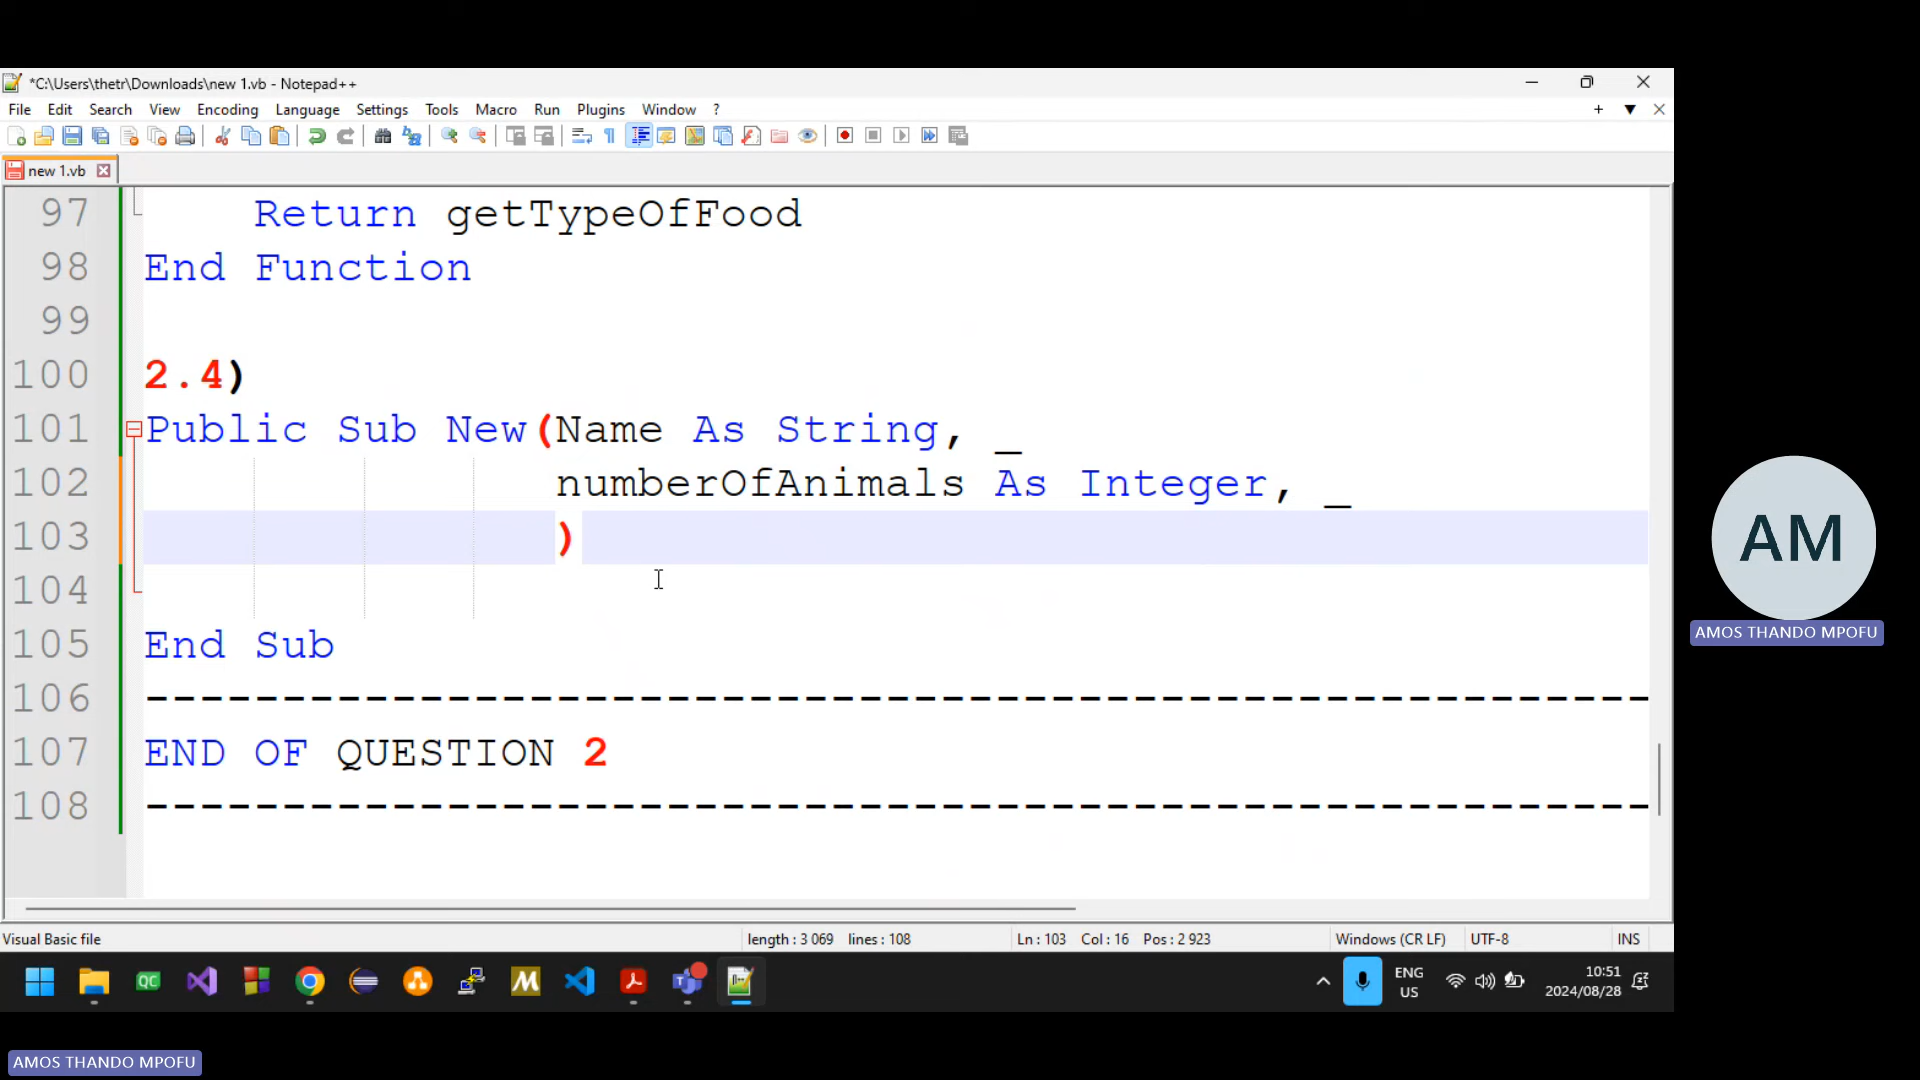 *C:\Users\thetr\Downloads\new 1.vb - Notepad++
File Edit Search View Encoding Language Settings Tools Macro Run Plugins Window ?
new 1.vb
97 Return getTypeOfFood
98 End Function
99
100 2.4)
101 Public Sub New(Name As String, _
102 numberOfAnimals As Integer, _
103 )
104
105 End Sub
106 -------------------------------------------------------
107 END OF QUESTION 2
108 -------------------------------------------------------
Visual Basic file length : 3 069 lines : 108 Ln : 103 Col : 16 Pos : 2 923 Windows (CR LF) UTF-8 INS
QC
ENG
US
10:51
2024/08/28
AM
AMOS THANDO MPOFU
AMOS THANDO MPOFU